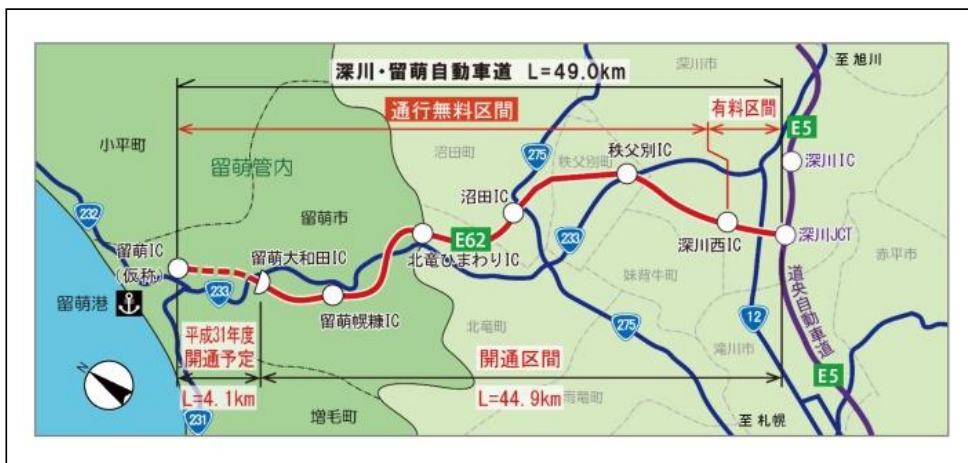 深川・留萌自動車道 L=49.0km
深川市
至 旭川
通行無料区間
有料区間
E5
小平町
留萌管内
沼田町
275
秩父別町
秩父別IC
深川IC
232
留萌市
沼田IC
留萌IC
(仮称)
留萌大和田IC
E62
北竜ひまわりIC
233
深川西IC
深川JCT
赤平市
留萌港
233
留萌幌糠IC
妹背牛町
道央自動車道
平成31年度
開通予定
北竜町
275
12
滝川市
開通区間
N
L=4.1km
L=44.9km
雨竜町
E5
231
増毛町
至 札幌